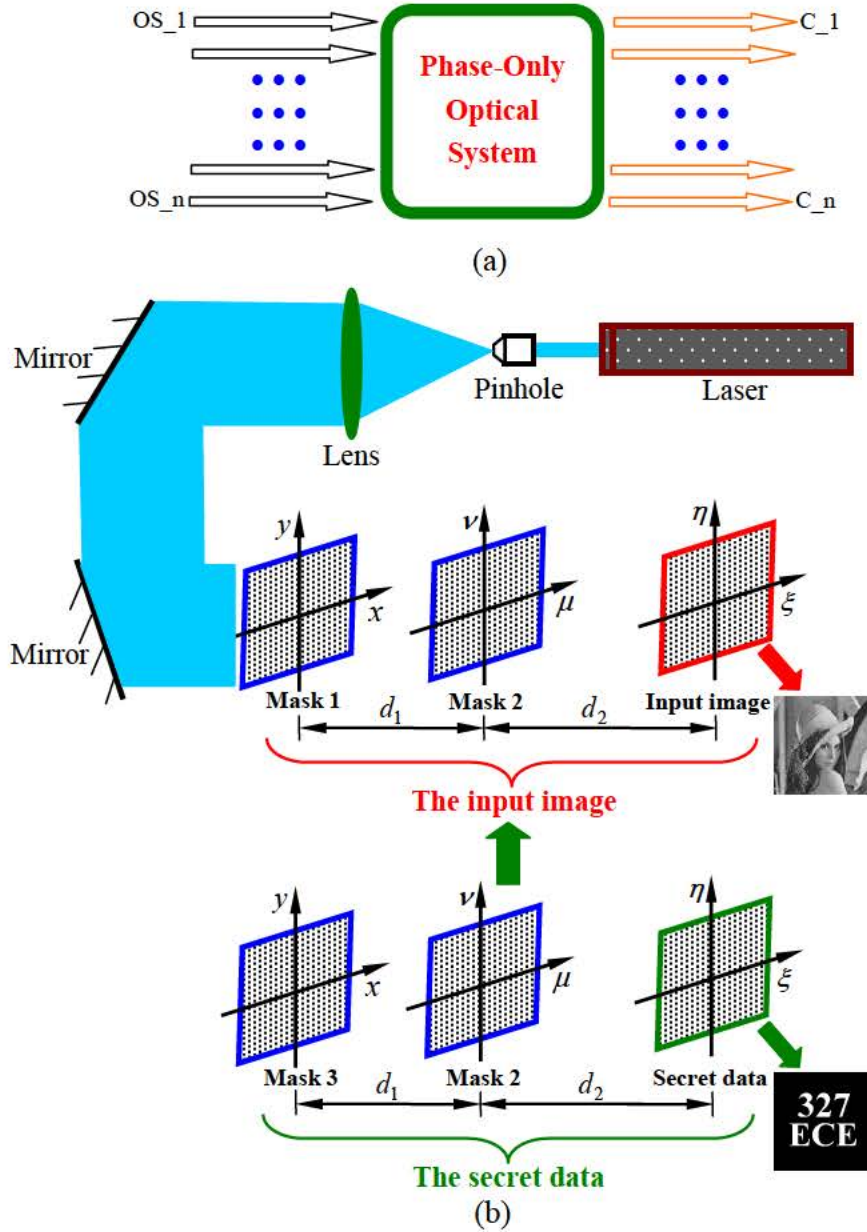 OS_1
C_1
Phase-Only
Optical
System
OS_n
C_n
(a)
Mirror
Pinhole
Laser
Lens
y
ν
η
x
μ
ξ
Mirror
Mask 1
d₁
Mask 2
d₂
Input image
The input image
y
ν
η
x
μ
ξ
Mask 3
d₁
Mask 2
d₂
Secret data
327
ECE
The secret data
(b)